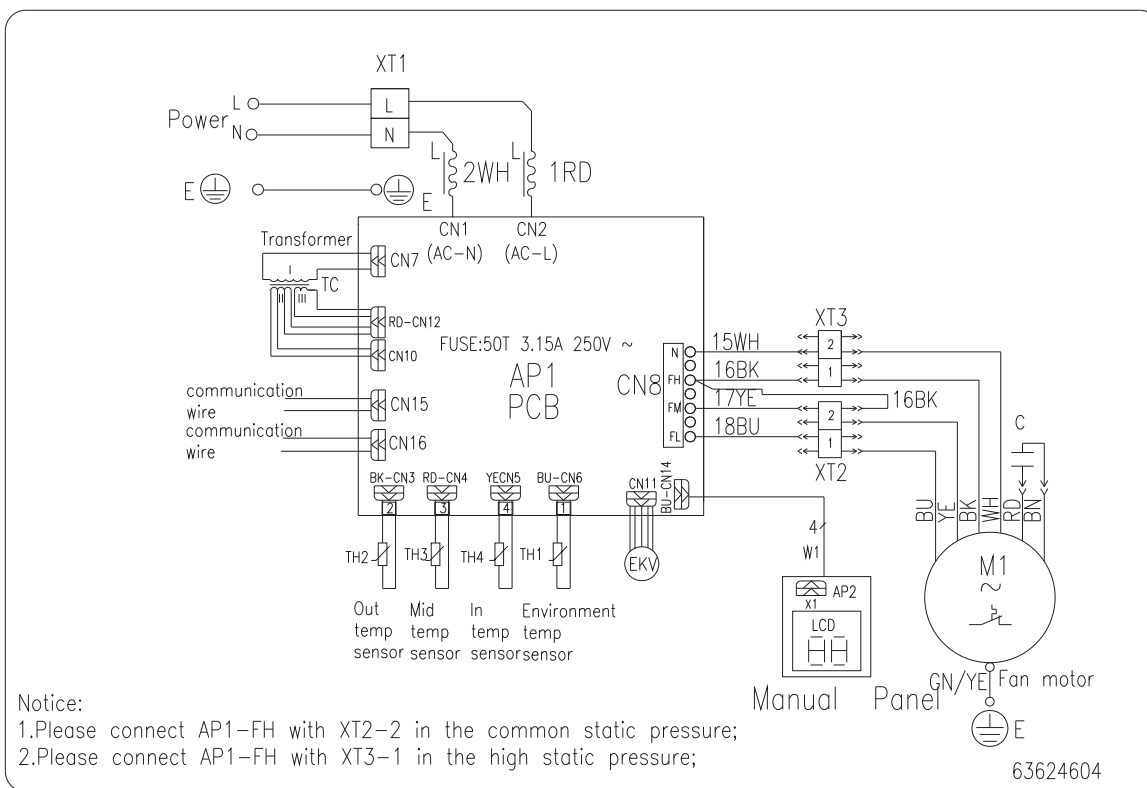 XT1
Power
L
L
N
N
E
L
2WH
L
1RD
E
CN1
(AC-N)
CN2
(AC-L)
Transformer
I
II
III
TC
CN7
RD-CN12
CN10
FUSE:50T 3.15A 250V ~
AP1
PCB
communication
wire
CN15
communication
wire
CN16
CN8
N
FH
FM
FL
15WH
16BK
17YE
18BU
XT3
2
1
16BK
2
1
XT2
C
BU
YE
BK
WH
RD
BN
M1
~
BK-CN3
RD-CN4
YECN5
BU-CN6
CN11
BU-CN14
2
3
4
1
TH2
TH3
TH4
TH1
EKV
4
W1
AP2
X1
LCD
Out
temp
sensor
Mid
temp
sensor
In
temp
sensor
Environment
temp
sensor
Manual Panel
GN/YE
Fan motor
E
Notice:
1.Please connect AP1-FH with XT2-2 in the common static pressure;
2.Please connect AP1-FH with XT3-1 in the high static pressure;
63624604